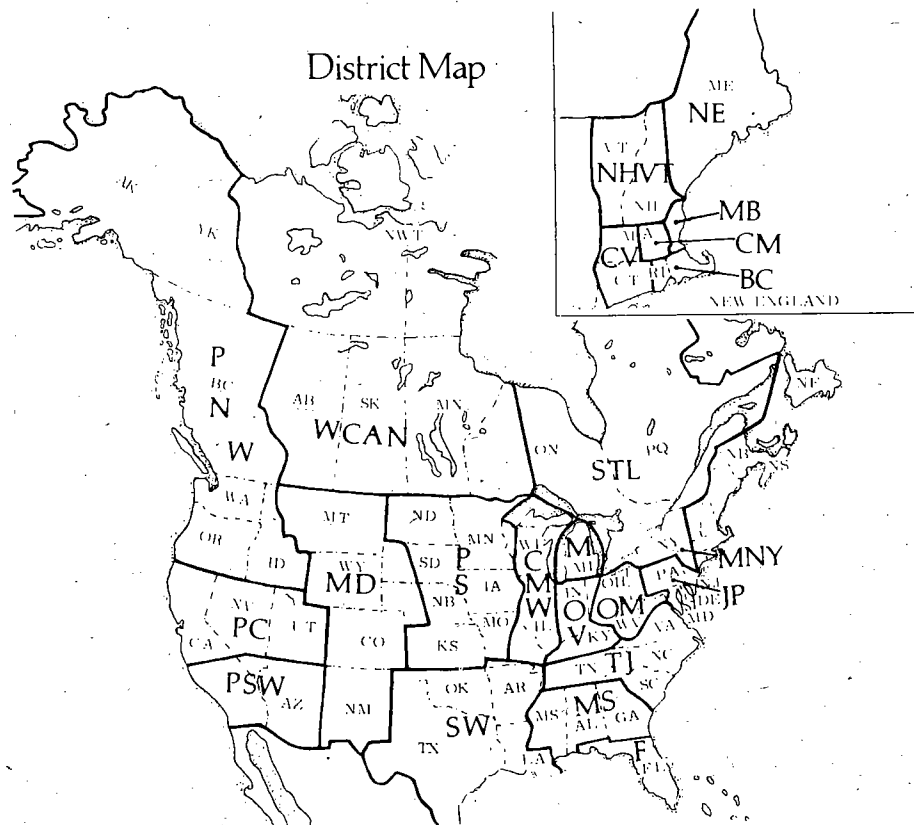 District Map
ME
NE
VT
NHVT
NH
MB
MA
CM
CV
CT RI
BC
NEW ENGLAND
AK
YK
NWT
P
BC
N
W
AB
SK
MN
WCAN
ON
PQ
STL
NF
NB
NS
WA
OR
ID
MT
ND
MN
WY
MD
SD
P
S
NB
IA
WI
C
M
W
IL
M
MI
NY
MNY
PA
NJ
JP
DE
MD
IN
O
V
OH
OM
WV
KY
VA
NV
UT
PC
CA
CO
KS
MO
TN
TJ
NC
SC
PSW
AZ
NM
OK
AR
SW
TX
LA
MS
MS
AL
GA
F
FL